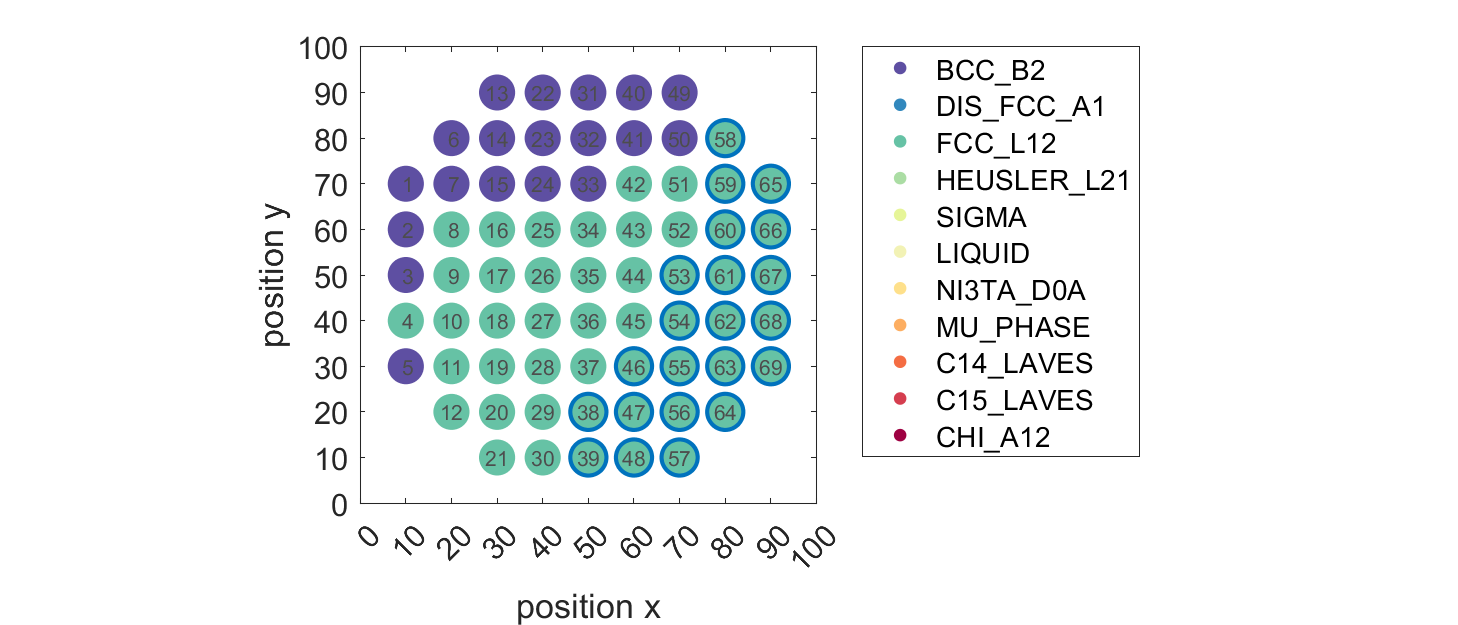 100
90
80
70
60
50
40
30
20
10
0
position y
13 22 31 40 49
6 14 23 32 41 50 58
1 7 15 24 33 42 51 59 65
2 8 16 25 34 43 52 60 66
3 9 17 26 35 44 53 61 67
4 10 18 27 36 45 54 62 68
5 11 19 28 37 46 55 63 69
12 20 29 38 47 56 64
21 30 39 48 57
0 10 20 30 40 50 60 70 80 90 100
position x
BCC_B2
DIS_FCC_A1
FCC_L12
HEUSLER_L21
SIGMA
LIQUID
NI3TA_D0A
MU_PHASE
C14_LAVES
C15_LAVES
CHI_A12